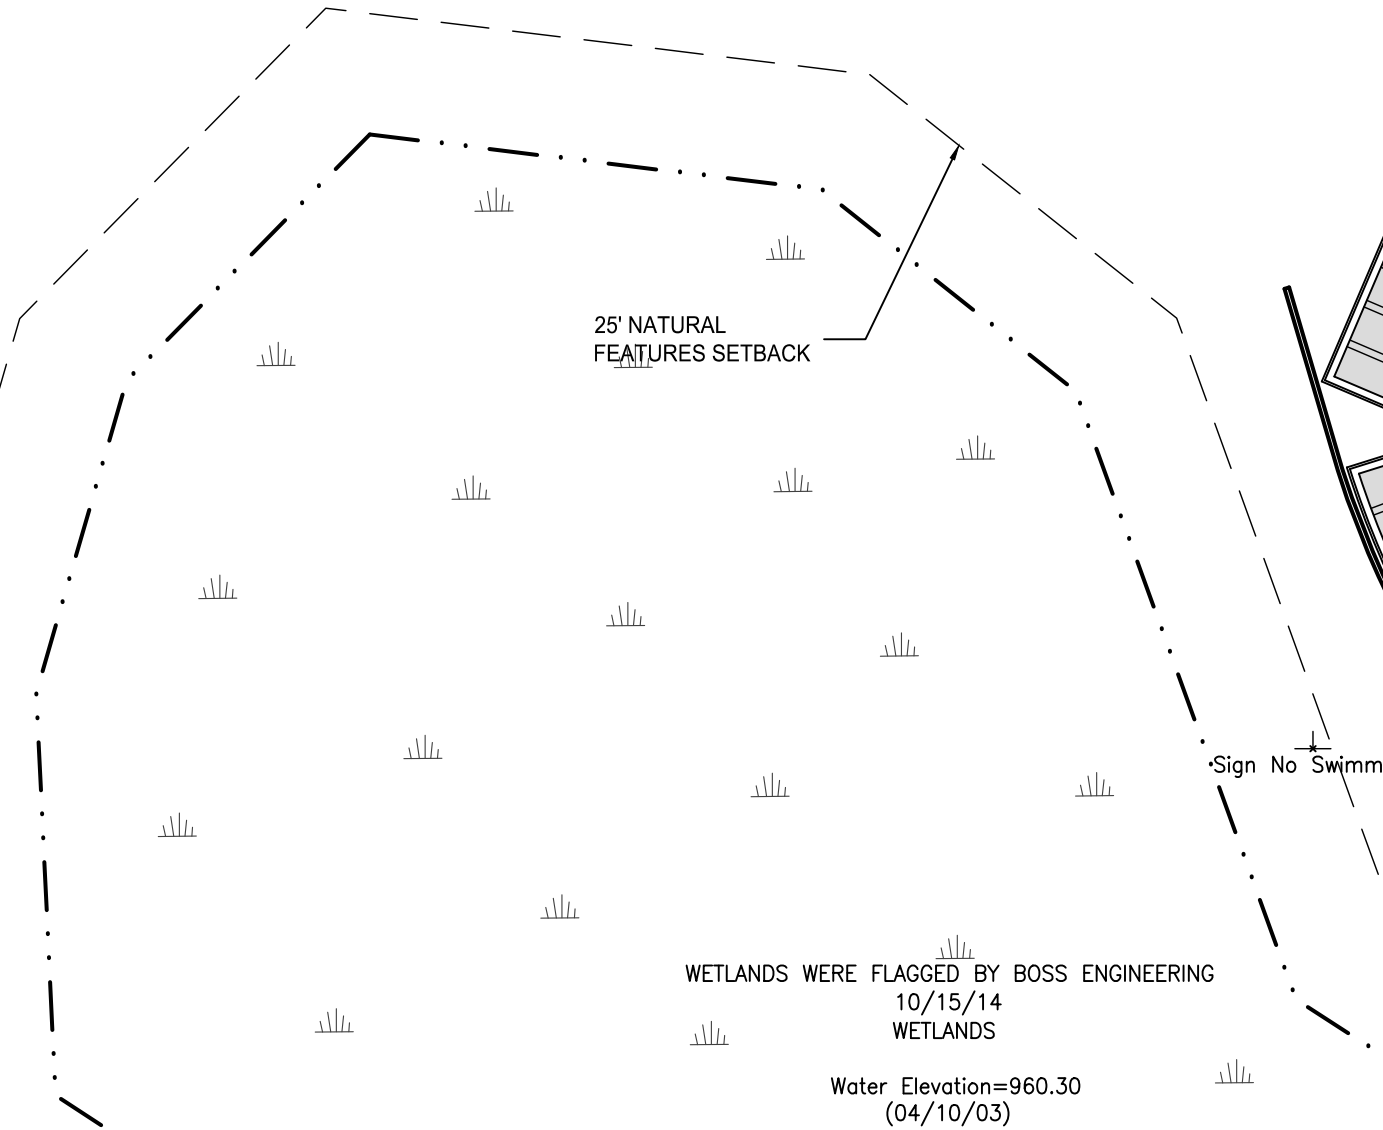 25' NATURAL
FEATURES SETBACK
Sign No Swimm
WETLANDS WERE FLAGGED BY BOSS ENGINEERING
10/15/14
WETLANDS
Water Elevation=960.30
(04/10/03)